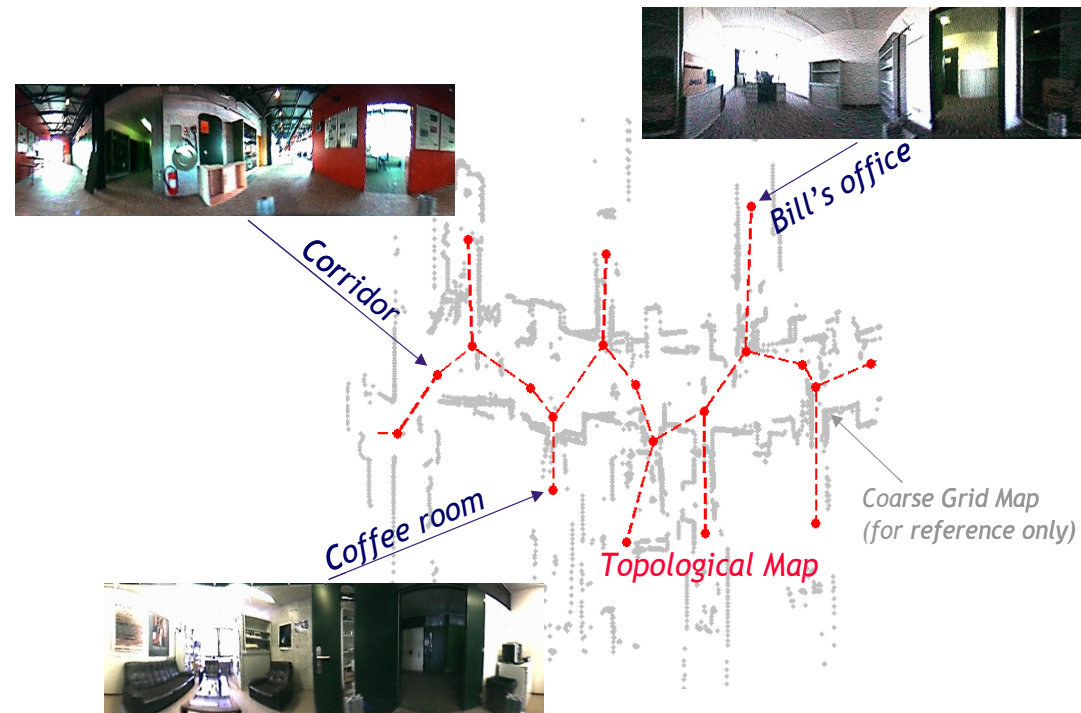 Bill's office
Corridor
Coffee room
Coarse Grid Map
(for reference only)
Topological Map